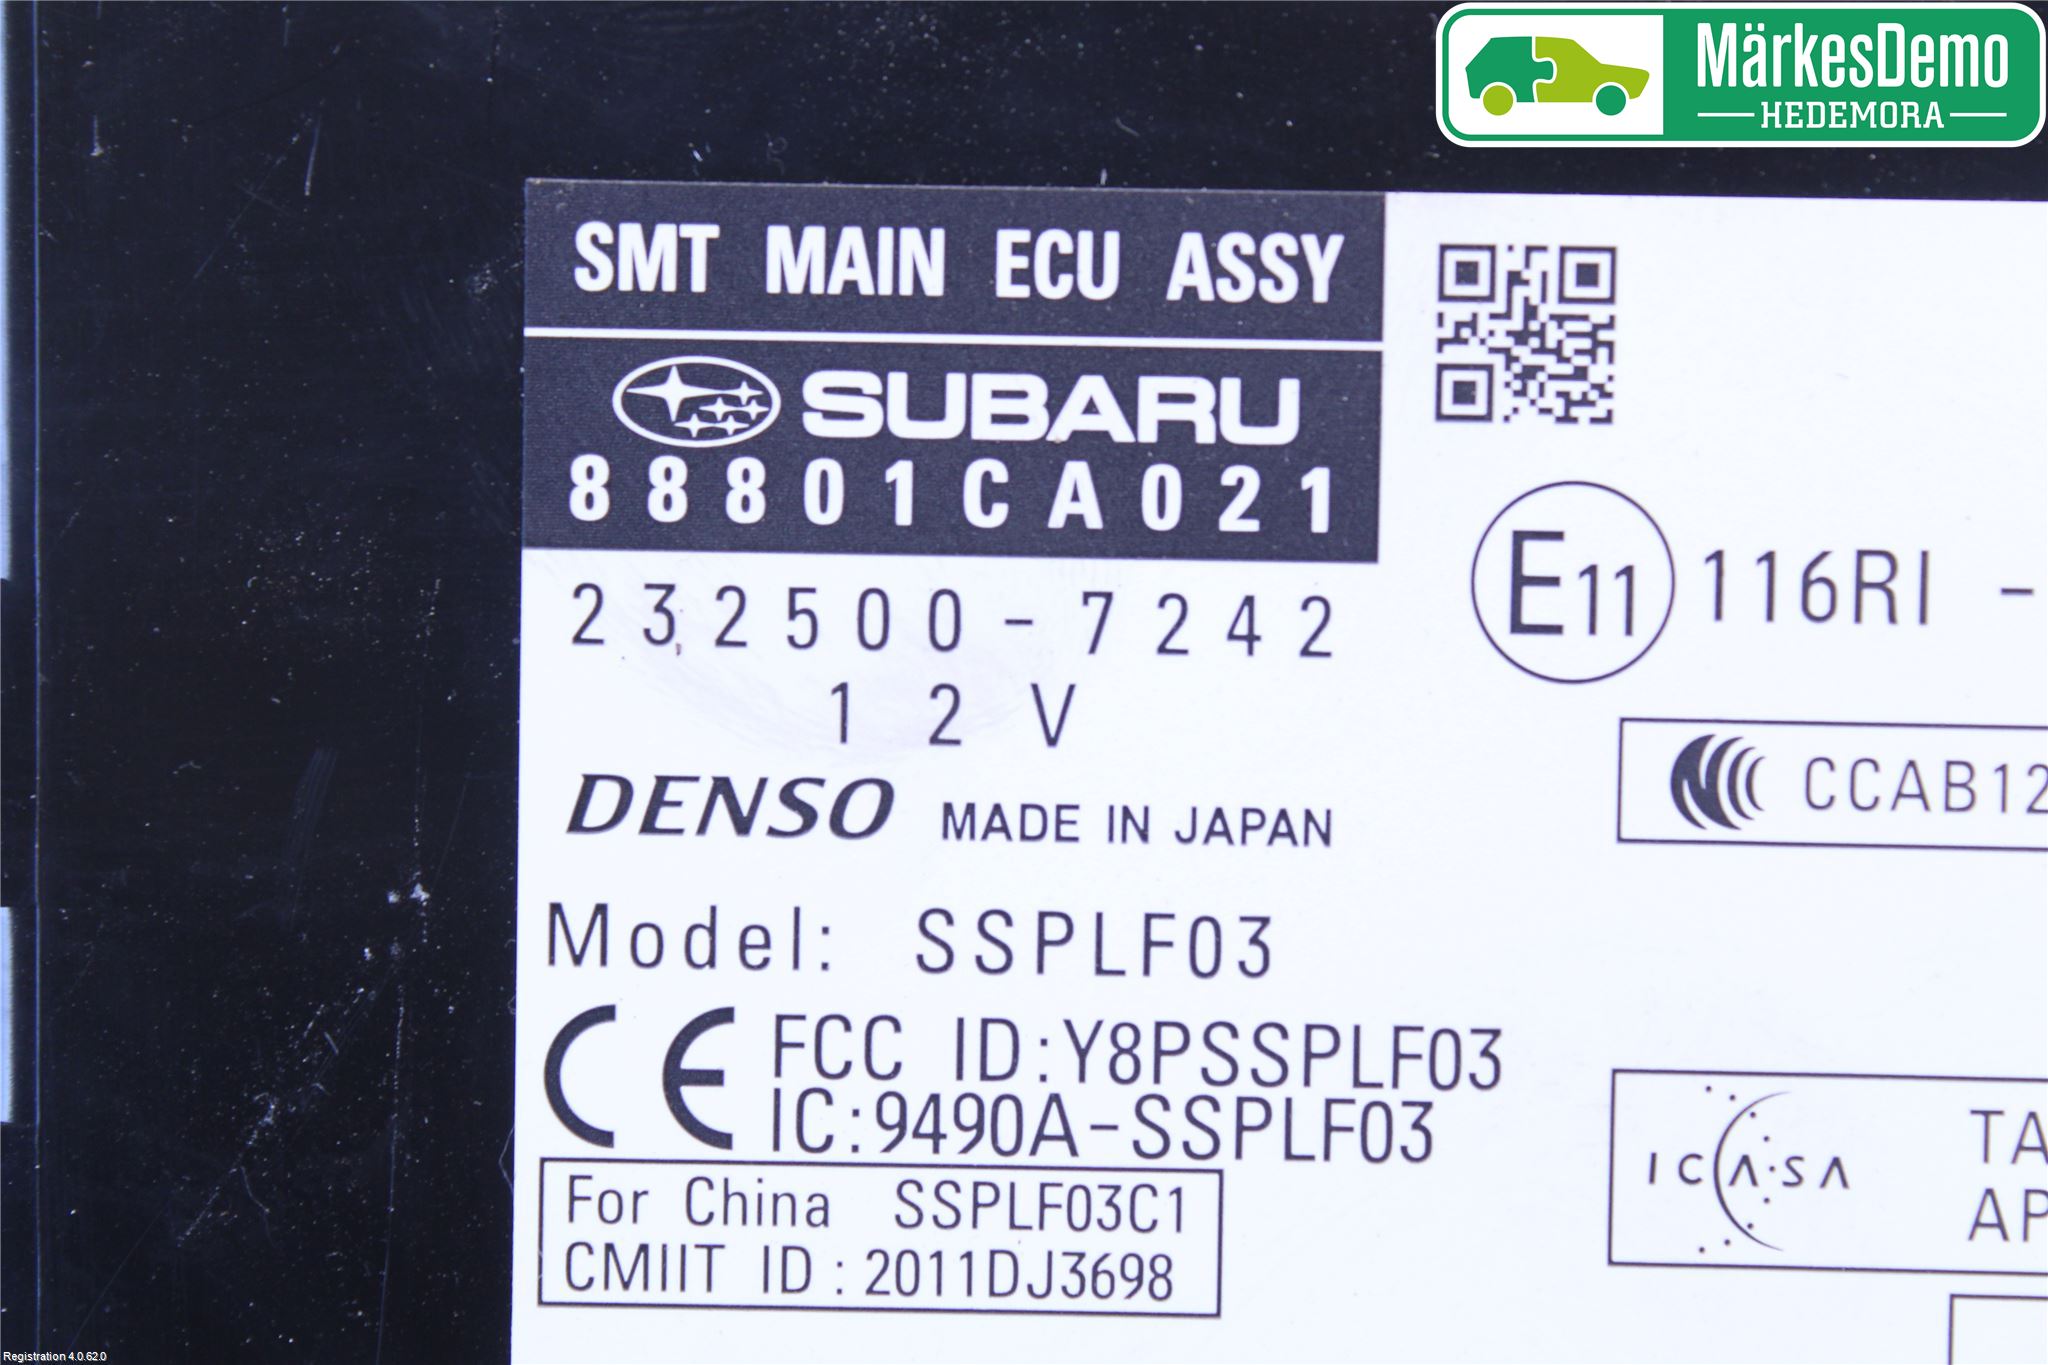 MärkesDemo
HEDEMORA
SMT MAIN ECU ASSY
SUBARU
88801CA021
232500-7242
12V
DENSO MADE IN JAPAN
Model: SSPLF03
CE FCC ID:Y8PSSPLF03
IC:9490A-SSPLF03
For China SSPLF03C1
CMIIT ID:2011DJ3698
E11 116RI -
CCAB12
ICASA
TA
AP
Registration 4.0.62.0